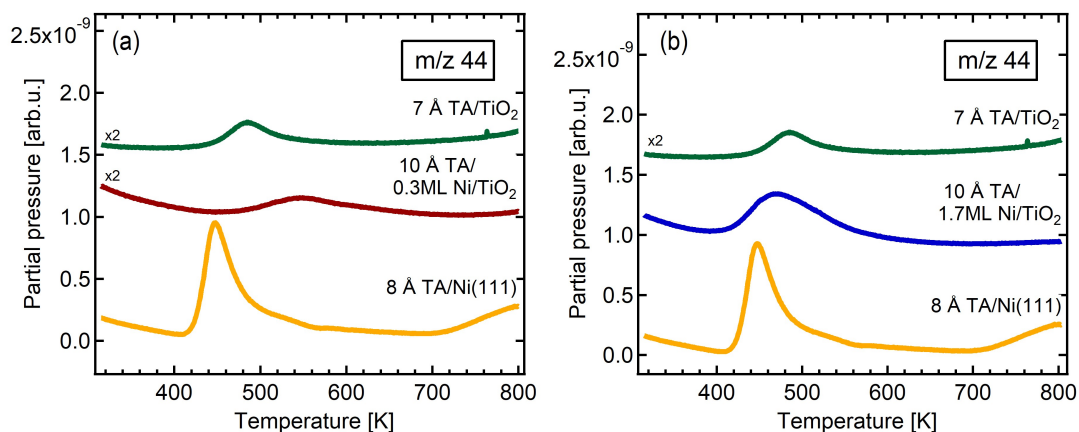 (a)
m/z 44
2.5x10⁻⁹
2.0
1.5
1.0
0.5
0.0
Partial pressure [arb.u.]
7 Å TA/TiO₂
x2
x2
10 Å TA/
0.3ML Ni/TiO₂
8 Å TA/Ni(111)
400 500 600 700 800
Temperature [K]
(b)
m/z 44
2.5x10⁻⁹
2.0
1.5
1.0
0.5
0.0
Partial pressure [arb.u.]
7 Å TA/TiO₂
x2
10 Å TA/
1.7ML Ni/TiO₂
8 Å TA/Ni(111)
400 500 600 700 800
Temperature [K]